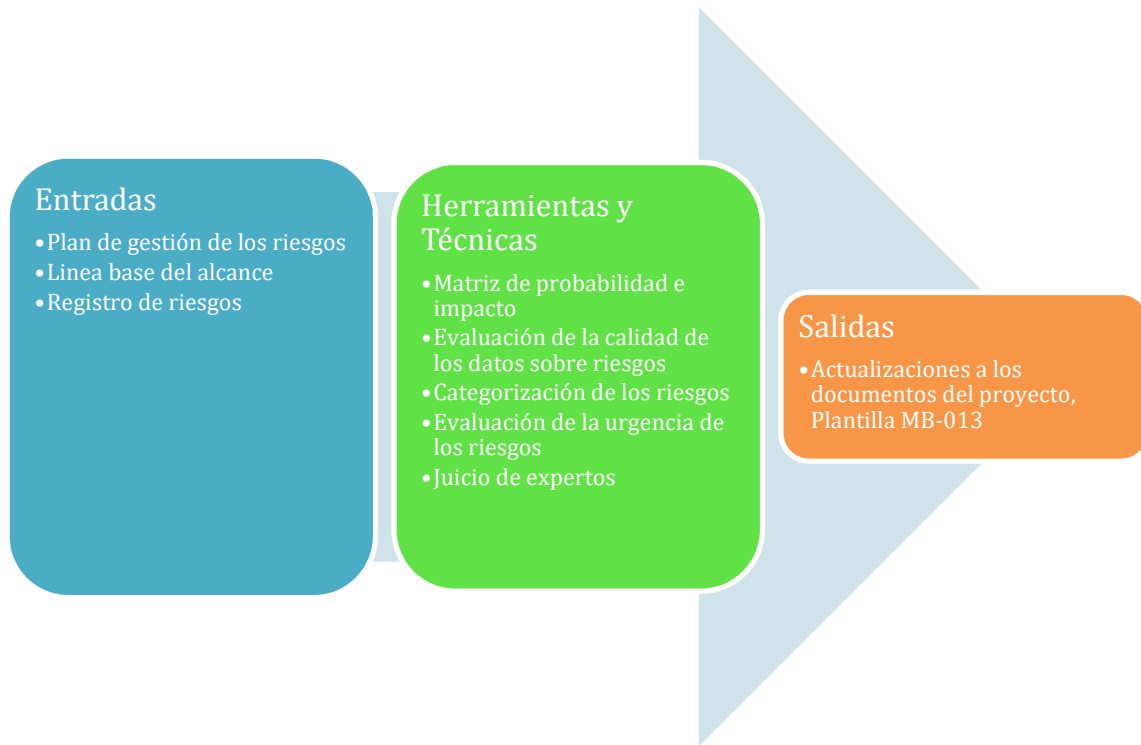 Entradas
•Plan de gestión de los riesgos
•Linea base del alcance
•Registro de riesgos
Herramientas y
Técnicas
•Matriz de probabilidad e
impacto
•Evaluación de la calidad de
los datos sobre riesgos
•Categorización de los riesgos
•Evaluación de la urgencia de
los riesgos
•Juicio de expertos
Salidas
•Actualizaciones a los
documentos del proyecto,
Plantilla MB-013